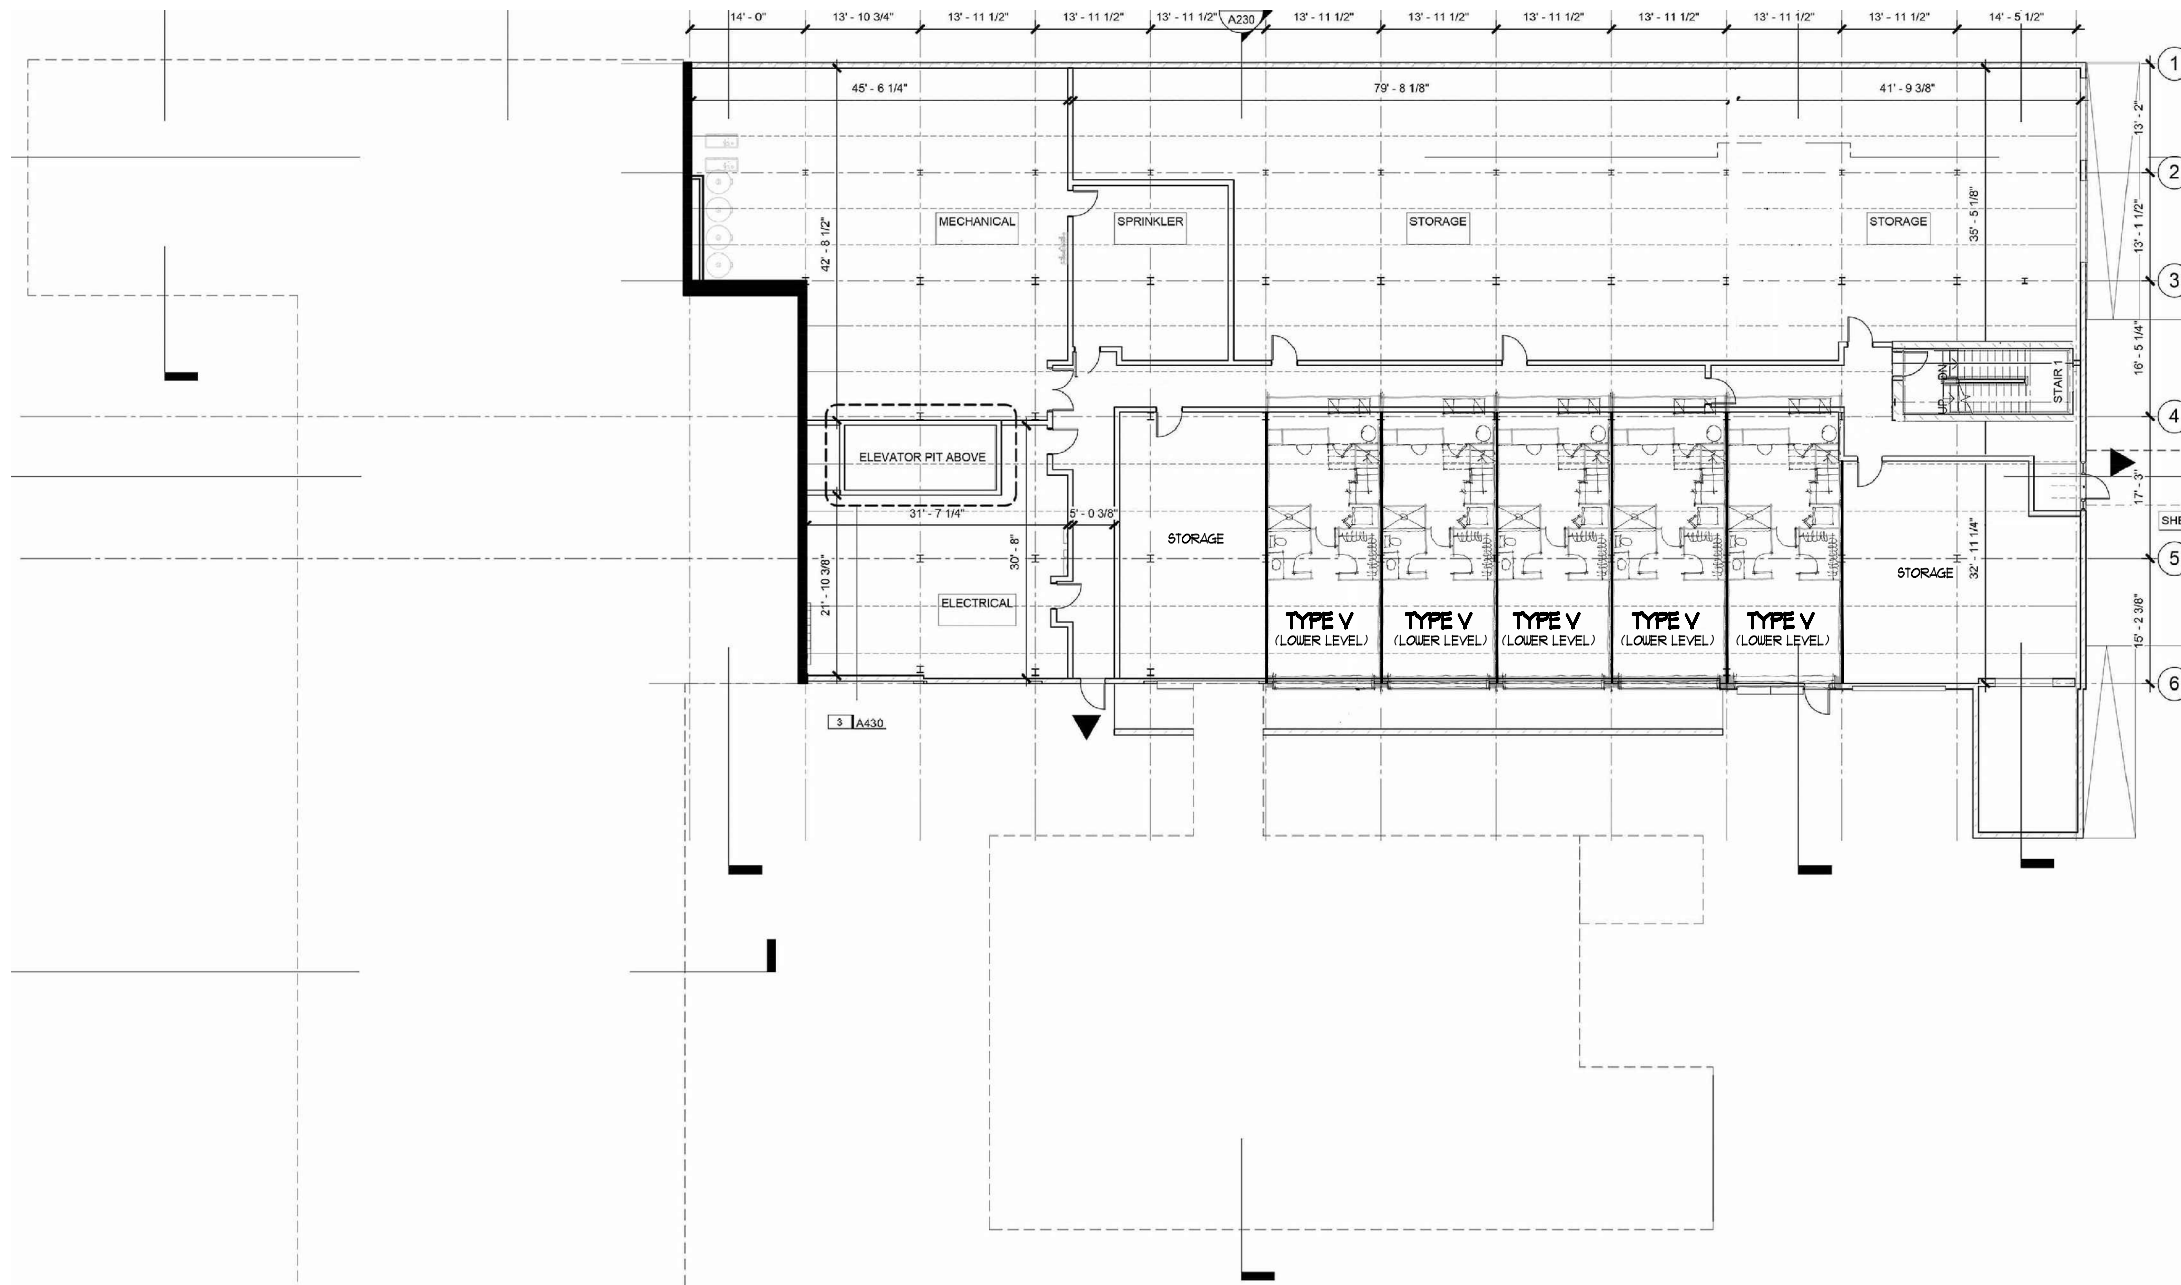 14' - 0"
13' - 10 3/4"
13' - 11 1/2"
13' - 11 1/2"
13' - 11 1/2"
A230
13' - 11 1/2"
13' - 11 1/2"
13' - 11 1/2"
13' - 11 1/2"
13' - 11 1/2"
13' - 11 1/2"
14' - 5 1/2"
1
45' - 6 1/4"
79' - 8 1/8"
41' - 9 3/8"
13' - 2"
2
MECHANICAL
SPRINKLER
STORAGE
STORAGE
42' - 8 1/2"
35' - 5 1/8"
13' - 1 1/2"
3
16' - 5 1/4"
DN
UP
STAIR 1
4
ELEVATOR PIT ABOVE
17' - 3"
31' - 7 1/4"
5' - 0 3/8"
SHE
STORAGE
30' - 8"
32' - 11 1/4"
5
21' - 10 3/8"
STORAGE
ELECTRICAL
15' - 2 3/8"
TYPE V
(LOWER LEVEL)
TYPE V
(LOWER LEVEL)
TYPE V
(LOWER LEVEL)
TYPE V
(LOWER LEVEL)
TYPE V
(LOWER LEVEL)
6
3 A430